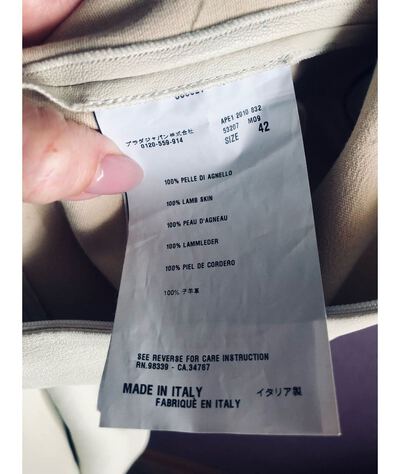 プラダジャパン株式会社
0120-559-914
APE1 2010 032
53207 M09
SIZE 42
100% PELLE DI AGNELLO
100% LAMB SKIN
100% PEAU D'AGNEAU
100% LAMMLEDER
100% PIEL DE CORDERO
100% 子羊革
SEE REVERSE FOR CARE INSTRUCTION
RN.98339 - CA.34767
MADE IN ITALY イタリア製
FABRIQUÉ EN ITALY